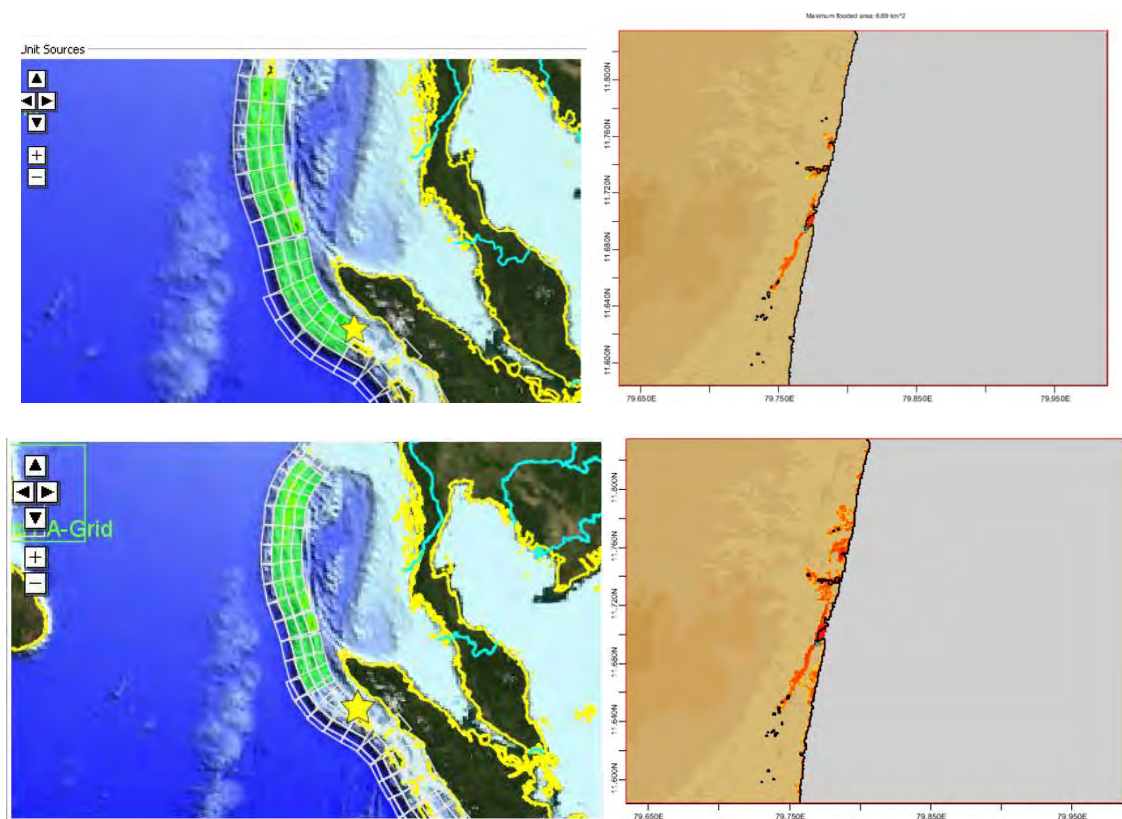 Unit Sources
Maximum flooded area: 6.69 km^2
11.800N
11.760N
11.720N
11.680N
11.640N
11.600N
79.650E
79.750E
79.850E
79.950E
A-Grid
11.800N
11.760N
11.720N
11.680N
11.640N
11.600N
79.650E
79.750E
79.850E
79.950E